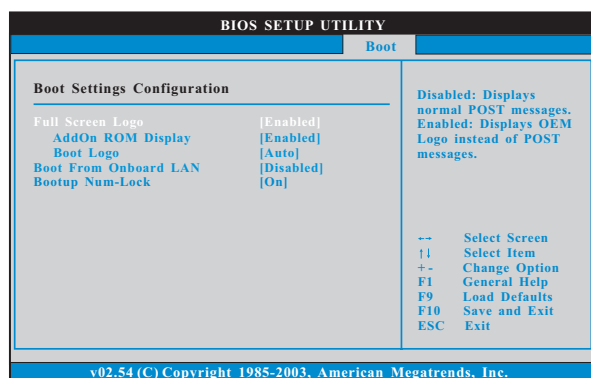 BIOS SETUP UTILITY
Boot
Boot Settings Configuration
Full Screen Logo [Enabled]
AddOn ROM Display [Enabled]
Boot Logo [Auto]
Boot From Onboard LAN [Disabled]
Bootup Num-Lock [On]
Disabled: Displays
normal POST messages.
Enabled: Displays OEM
Logo instead of POST
messages.
←→ Select Screen
↑↓ Select Item
+ - Change Option
F1 General Help
F9 Load Defaults
F10 Save and Exit
ESC Exit
v02.54 (C) Copyright 1985-2003, American Megatrends, Inc.